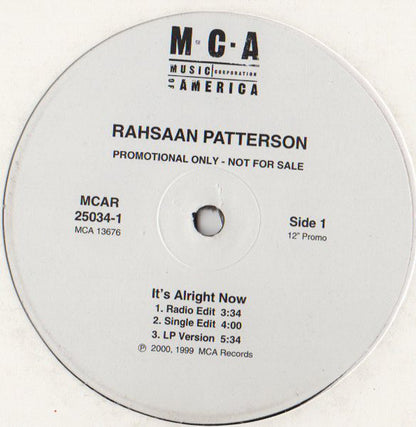 M·C·A
MUSIC CORPORATION
OF AMERICA
RAHSAAN PATTERSON
PROMOTIONAL ONLY - NOT FOR SALE
MCAR
25034-1
MCA 13676
Side 1
12" Promo
It's Alright Now
1. Radio Edit 3:34
2. Single Edit 4:00
3. LP Version 5:34
℗ 2000, 1999 MCA Records